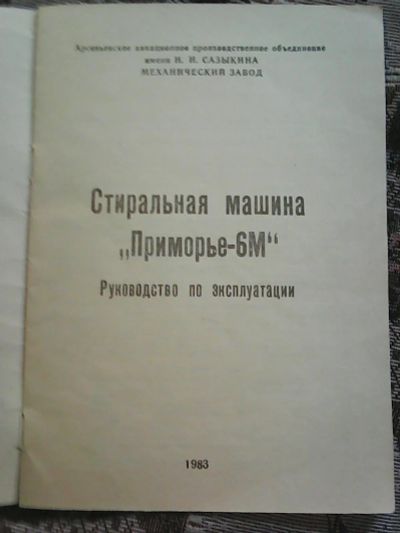 Арсеньевское авиационное производственное объединение
имени Н. И. САЗЫКИНА
МЕХАНИЧЕСКИЙ ЗАВОД
Стиральная машина
„Приморье-6М“
Руководство по эксплуатации
1983